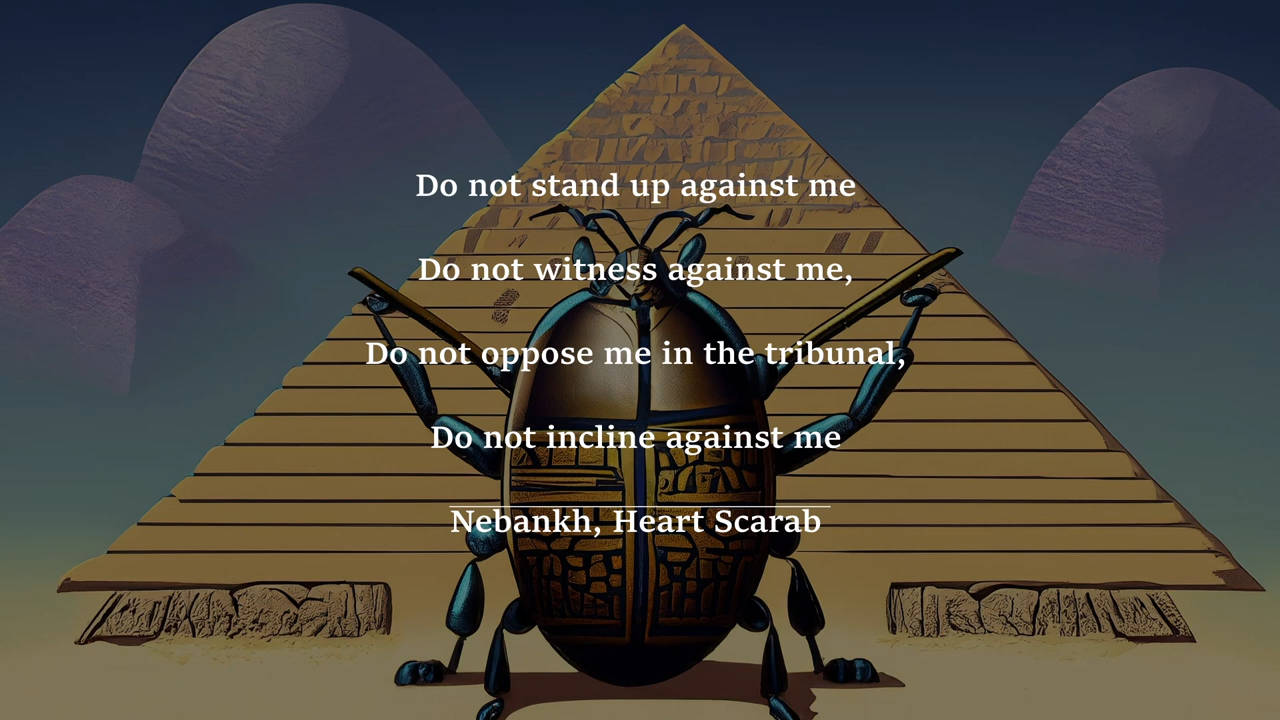 Do not stand up against me
Do not witness against me,
Do not oppose me in the tribunal,
Do not incline against me
Nebankh, Heart Scarab